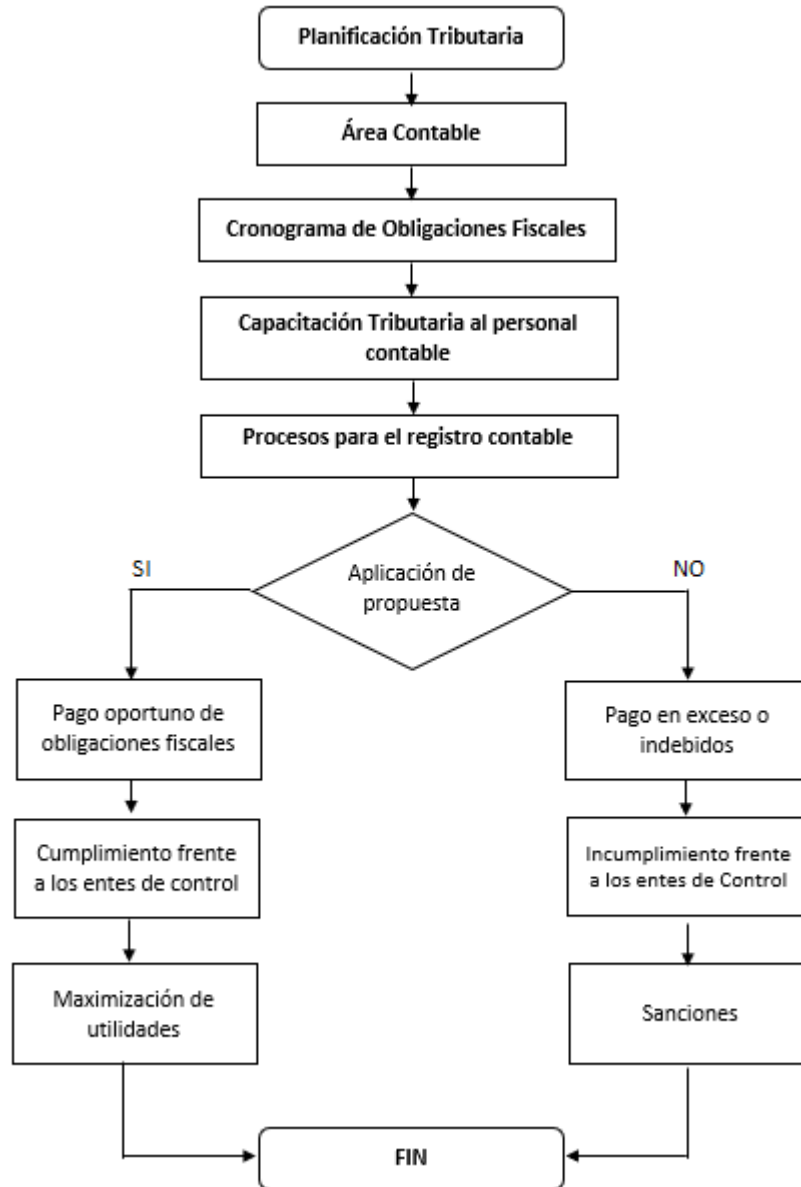 Planificación Tributaria
Área Contable
Cronograma de Obligaciones Fiscales
Capacitación Tributaria al personal
contable
Procesos para el registro contable
Aplicación de
propuesta
SI
NO
Pago oportuno de
obligaciones fiscales
Pago en exceso o
indebidos
Cumplimiento frente
a los entes de control
Incumplimiento frente
a los entes de Control
Maximización de
utilidades
Sanciones
FIN